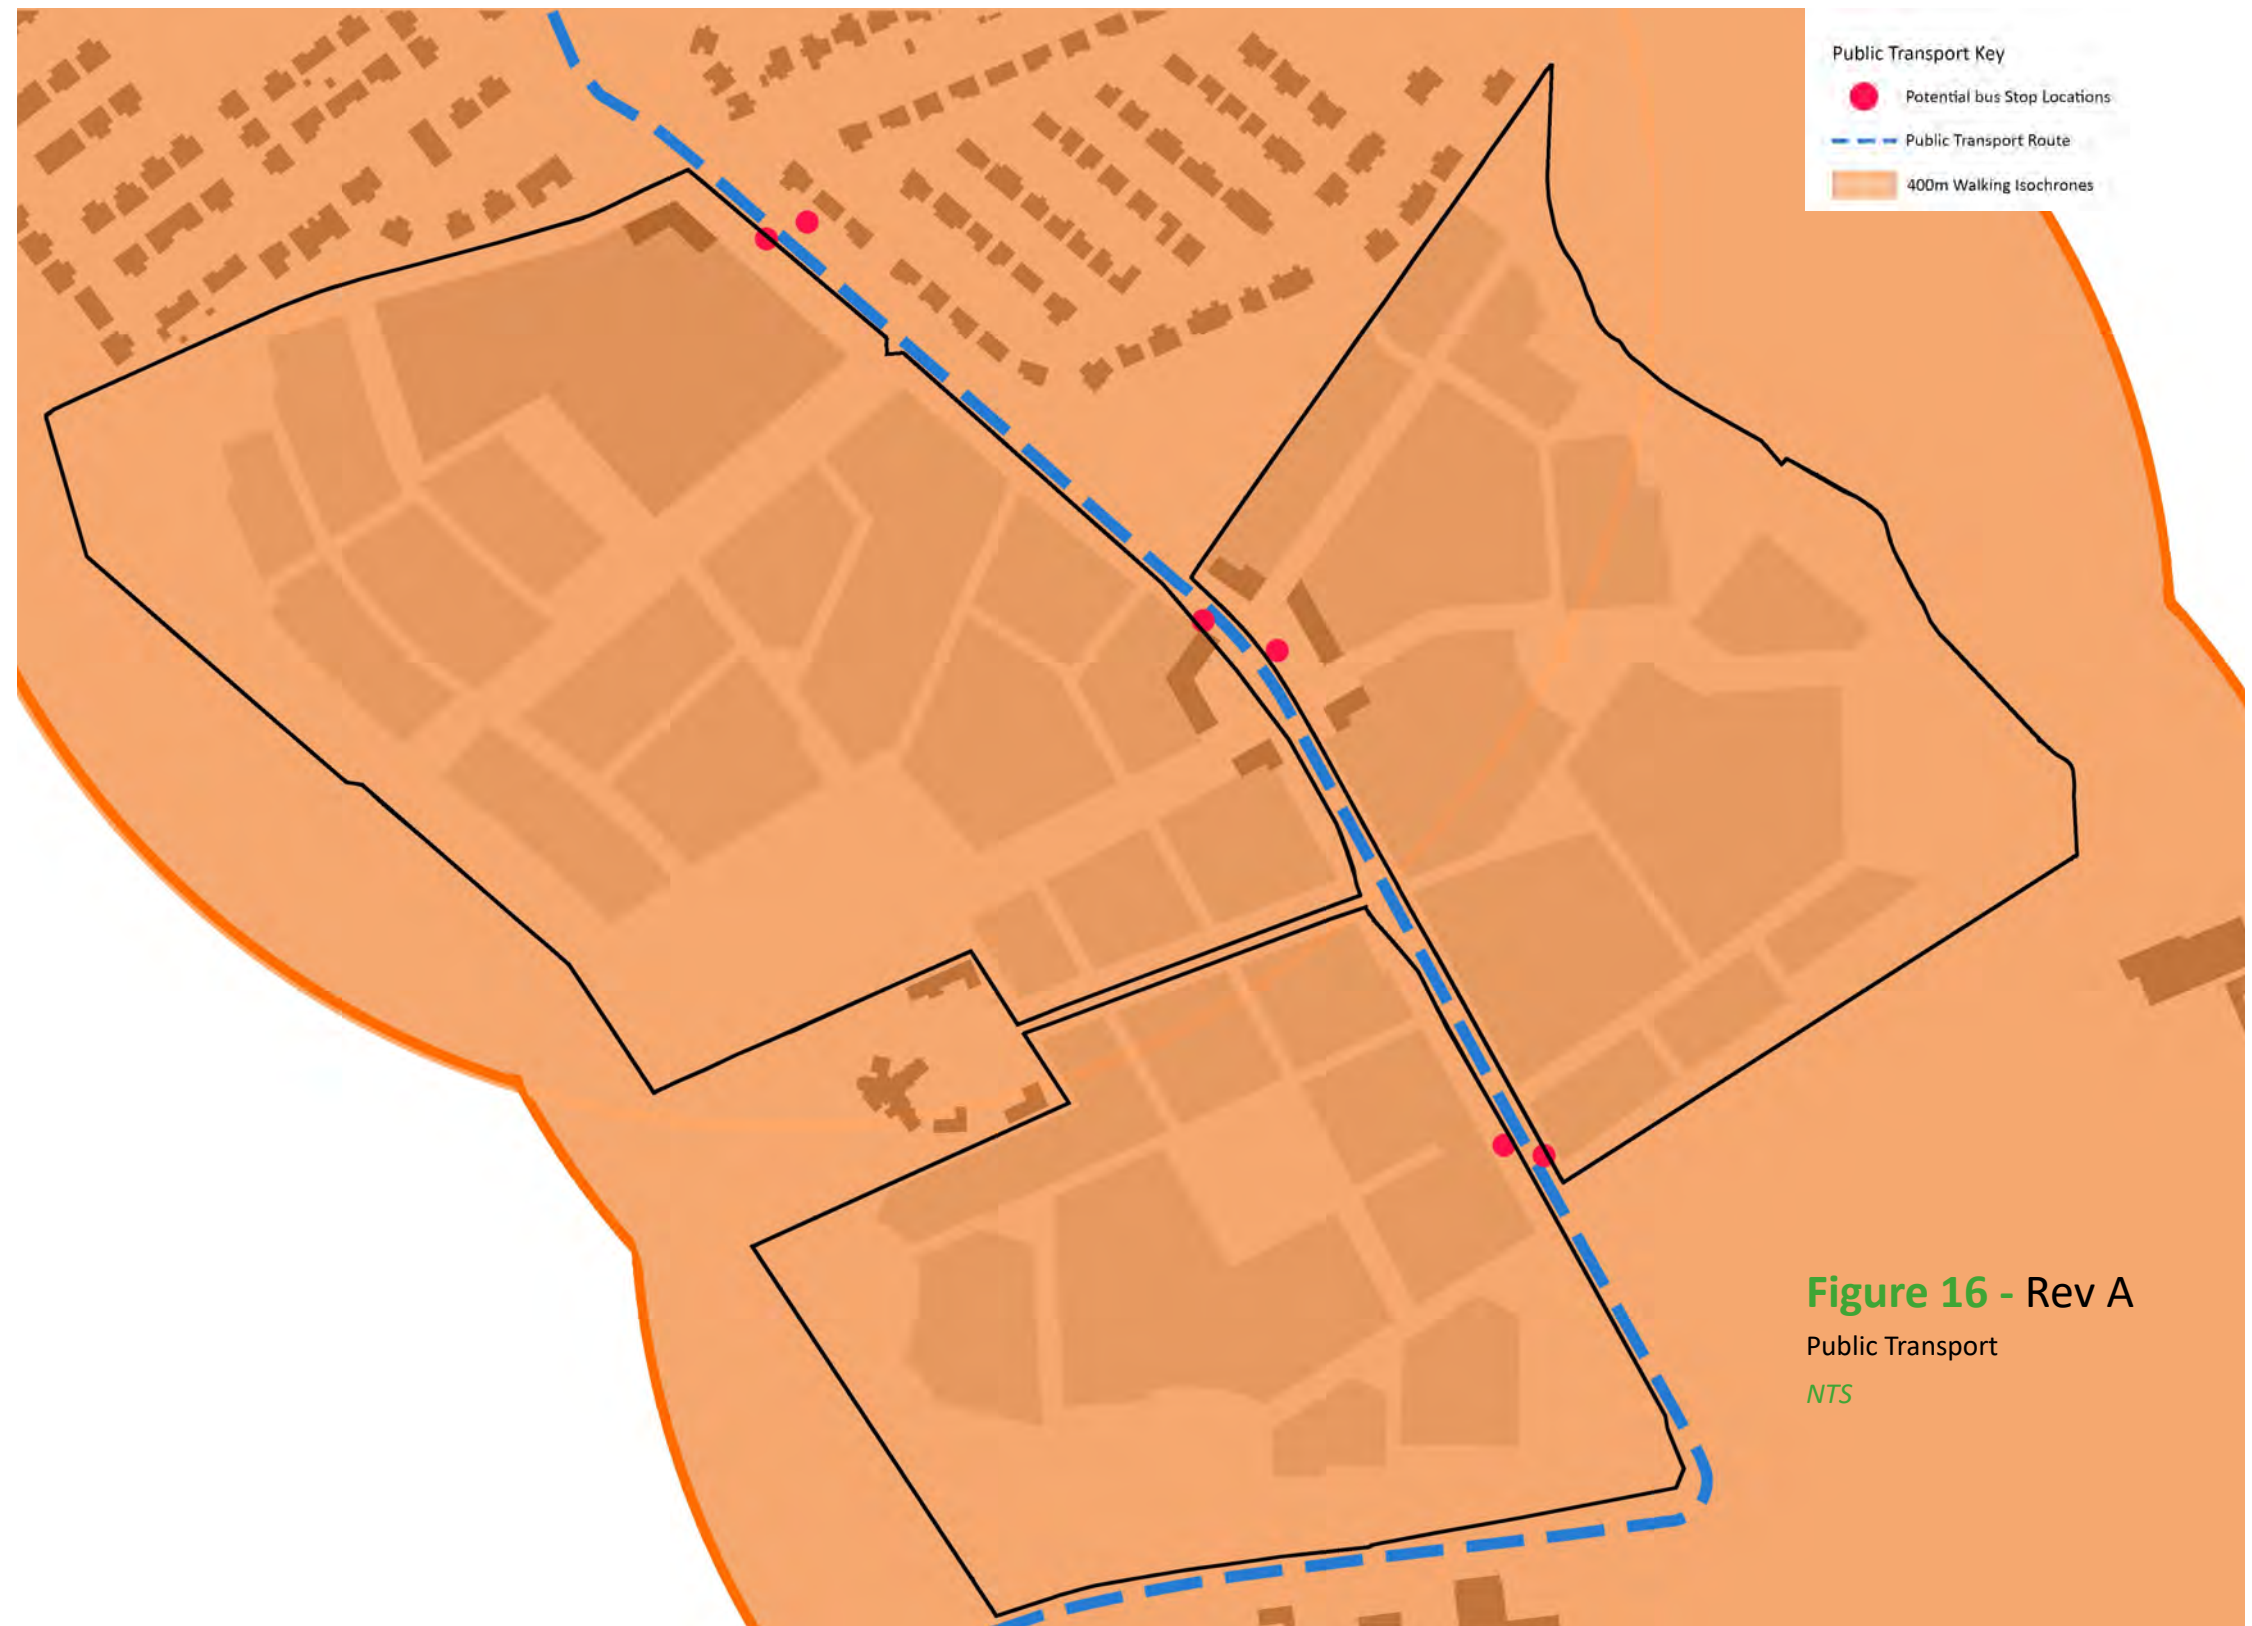 Public Transport Key
Potential bus Stop Locations
Public Transport Route
400m Walking Isochrones
Figure 16 - Rev A
Public Transport
NTS